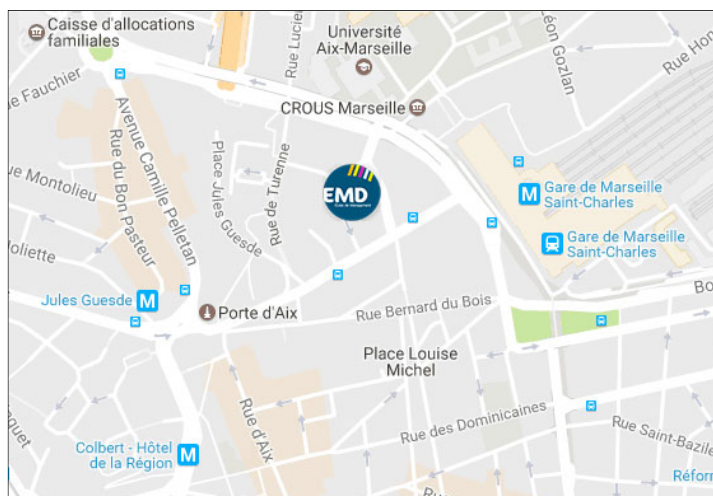 Caisse d'allocations
familiales
Rue Lucien
Université
Aix-Marseille
Léon Gozlan
Rue Hon
ue Fauchier
CROUS Marseille
Avenue Camille Pelletan
Rue du Bon Pasteur
Place Jules Guesde
Rue de Turenne
EMD
Gare de Marseille
Saint-Charles
M
Rue Montolieu
Gare de Marseille
Saint-Charles
Joliette
Jules Guesde M
Porte d'Aix
Rue Bernard du Bois
Bo
Place Louise
Michel
Rue d'Aix
Rue des Dominicaines
Rue Saint-Bazile
Colbert - Hôtel
de la Région
M
Réform